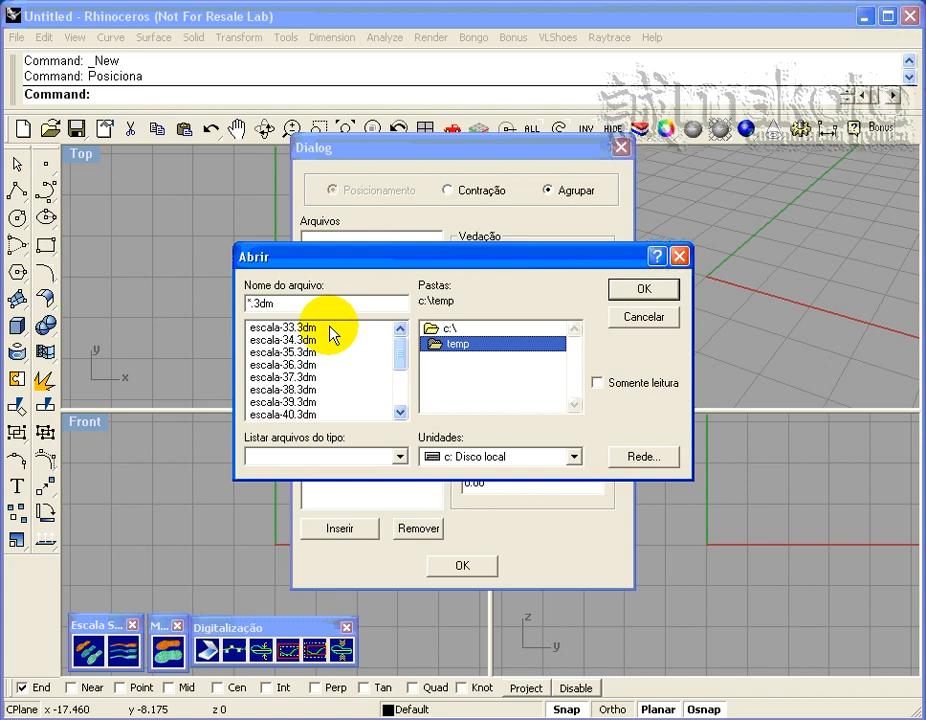 Untitled - Rhinoceros (Not For Resale Lab)
File Edit View Curve Surface Solid Transform Tools Dimension Analyze Render Bongo Bonus VLShoes Raytrace Help
Command: _New
Command: Posiciona
Command:
ALL INV HIDE Bonus
Top
Dialog
Posicionamento Contração Agrupar
Arquivos
Vedação
Abrir
Nome do arquivo:
*.3dm
Pastas:
c:\temp
OK
Cancelar
escala-33.3dm
escala-34.3dm
escala-35.3dm
escala-36.3dm
escala-37.3dm
escala-38.3dm
escala-39.3dm
escala-40.3dm
c:\
temp
Somente leitura
Listar arquivos do tipo:
Unidades:
c: Disco local
Rede...
y
x
Front
0.00
Inserir Remover
OK
z
y
Escala S...
M...
Digitalização
End Near Point Mid Cen Int Perp Tan Quad Knot Project Disable
CPlane x -17.460 y -8.175 z 0 Default Snap Ortho Planar Osnap